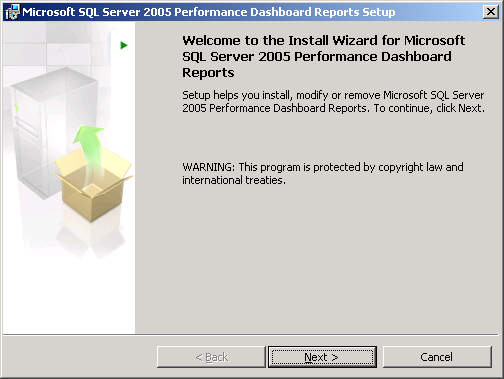 Microsoft SQL Server 2005 Performance Dashboard Reports Setup
Welcome to the Install Wizard for Microsoft
SQL Server 2005 Performance Dashboard
Reports
Setup helps you install, modify or remove Microsoft SQL Server
2005 Performance Dashboard Reports. To continue, click Next.
WARNING: This program is protected by copyright law and
international treaties.
< Back
Next >
Cancel